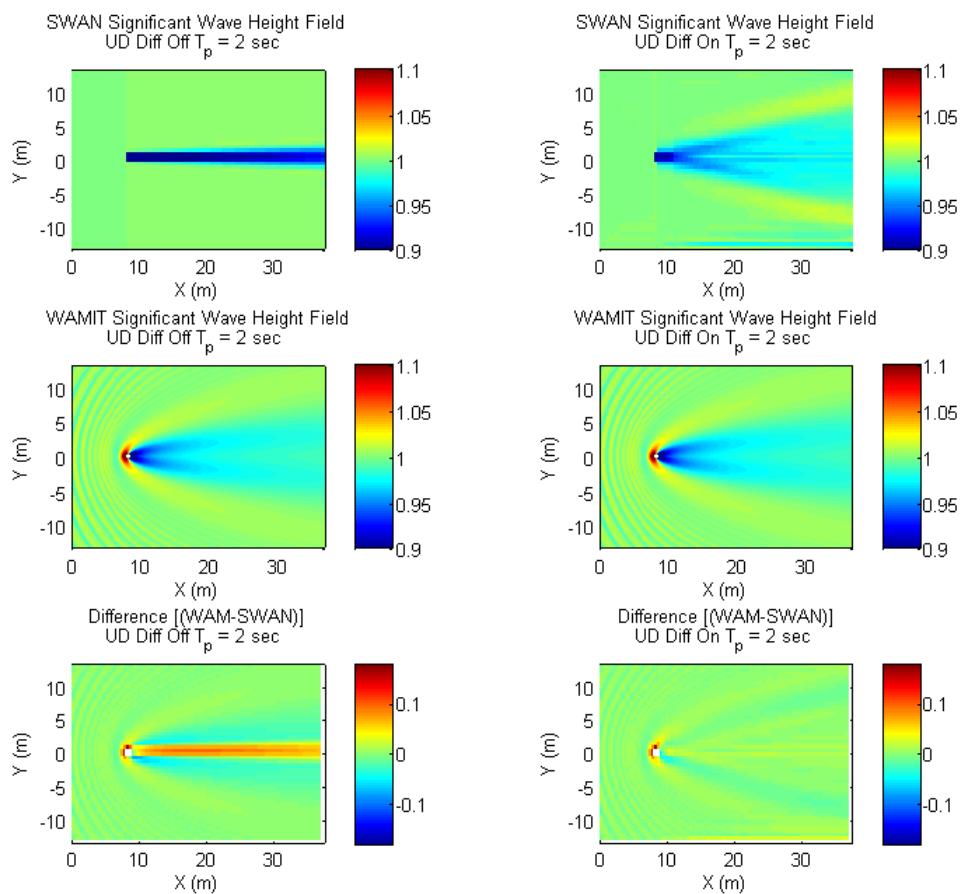 SWAN Significant Wave Height Field
UD Diff Off T_p = 2 sec
10
5
0
-5
-10
Y (m)
0 10 20 30
X (m)
1.1
1.05
1
0.95
0.9
SWAN Significant Wave Height Field
UD Diff On T_p = 2 sec
10
5
0
-5
-10
Y (m)
0 10 20 30
X (m)
1.1
1.05
1
0.95
0.9
WAMIT Significant Wave Height Field
UD Diff Off T_p = 2 sec
10
5
0
-5
-10
Y (m)
0 10 20 30
X (m)
1.1
1.05
1
0.95
0.9
WAMIT Significant Wave Height Field
UD Diff On T_p = 2 sec
10
5
0
-5
-10
Y (m)
0 10 20 30
X (m)
1.1
1.05
1
0.95
0.9
Difference [(WAM-SWAN)]
UD Diff Off T_p = 2 sec
10
5
0
-5
-10
Y (m)
0 10 20 30
X (m)
0.1
0
-0.1
Difference [(WAM-SWAN)]
UD Diff On T_p = 2 sec
10
5
0
-5
-10
Y (m)
0 10 20 30
X (m)
0.1
0
-0.1